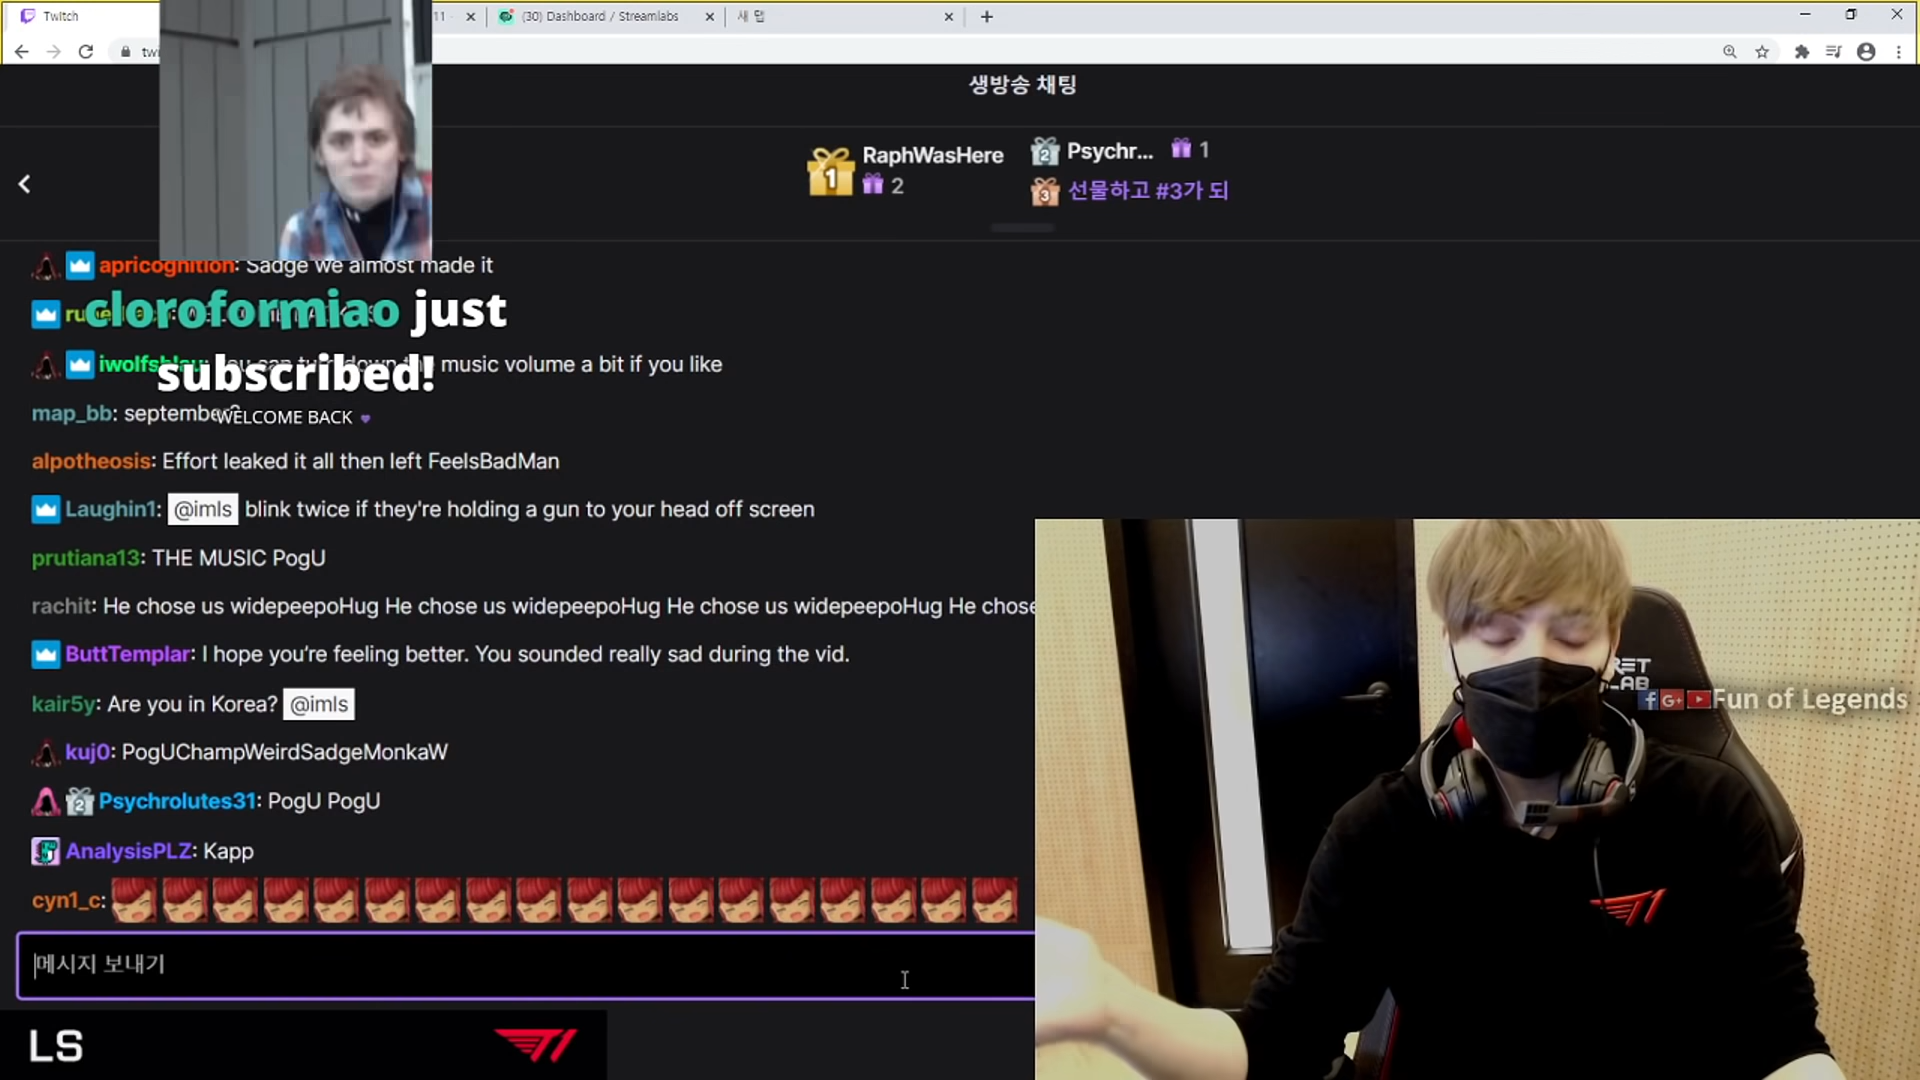 Twitch
11
(30) Dashboard / Streamlabs
새 탭
생방송 채팅
RaphWasHere
2
Psychr...
1
선물하고 #3가 되
apricognition: Sadge we almost made it
cloroformiao just
subscribed!
WELCOME BACK
music volume a bit if you like
map_bb: september?
alpotheosis: Effort leaked it all then left FeelsBadMan
Laughin1: @imls blink twice if they're holding a gun to your head off screen
prutiana13: THE MUSIC PogU
rachit: He chose us widepeepoHug He chose us widepeepoHug He chose us widepeepoHug He chose
ButtTemplar: I hope you’re feeling better. You sounded really sad during the vid.
kair5y: Are you in Korea? @imls
kuj0: PogUChampWeirdSadgeMonkaW
Psychrolutes31: PogU PogU
AnalysisPLZ: Kapp
cyn1_c:
메시지 보내기
LS
T1
Fun of Legends
T1